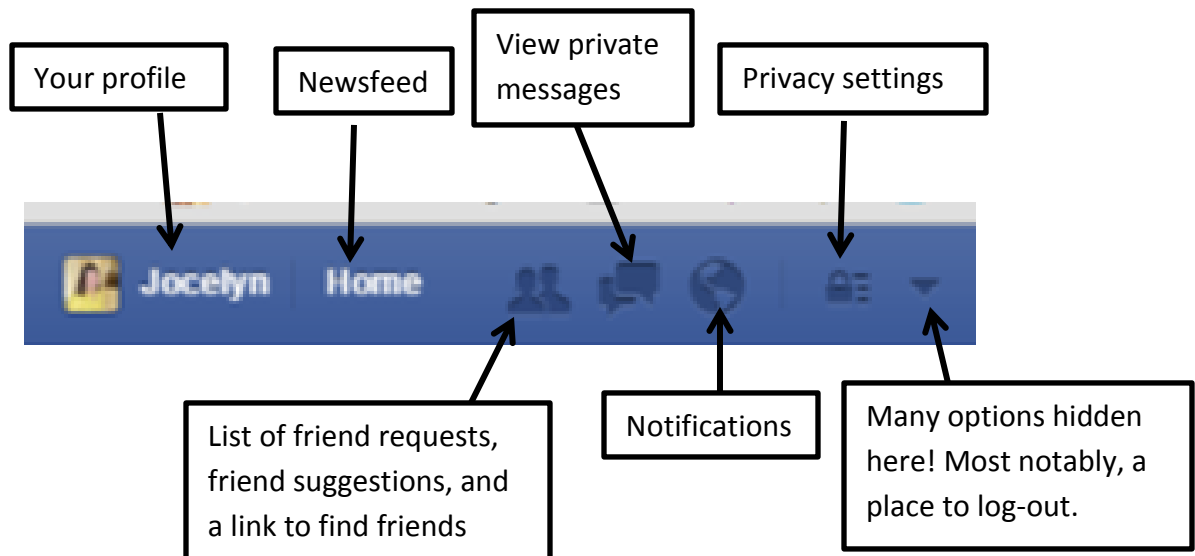 Your profile
Newsfeed
View private
messages
Privacy settings
Jocelyn
Home
List of friend requests,
friend suggestions, and
a link to find friends
Notifications
Many options hidden
here! Most notably, a
place to log-out.